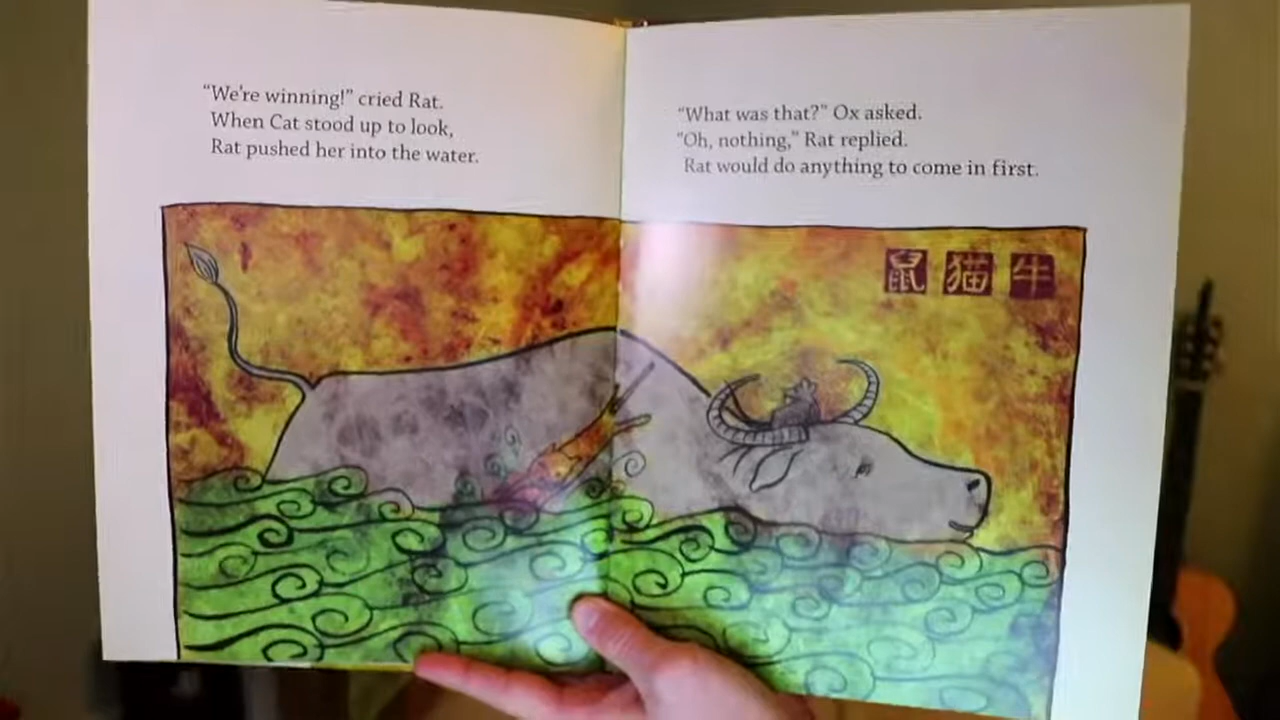 “We're winning!” cried Rat.
When Cat stood up to look,
Rat pushed her into the water.
“What was that?” Ox asked.
“Oh, nothing,” Rat replied.
Rat would do anything to come in first.
鼠 猫 牛